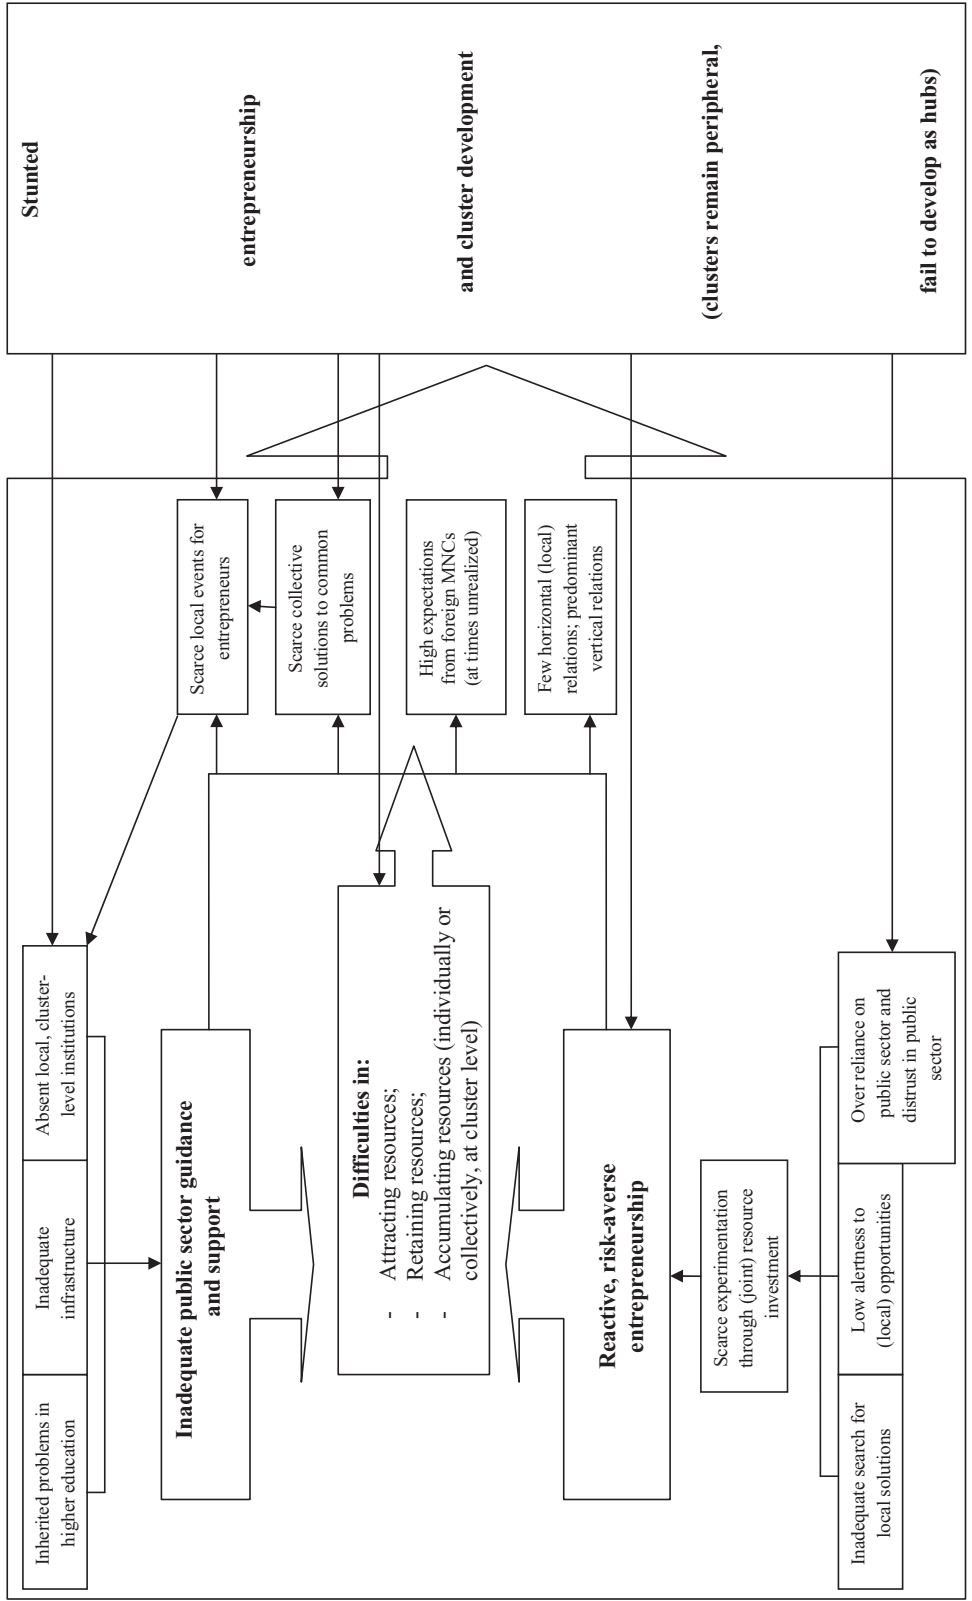 Inherited problems in
higher education
Inadequate
infrastructure
Absent local, cluster-
level institutions
Inadequate public sector guidance
and support
Difficulties in:
- Attracting resources;
- Retaining resources;
- Accumulating resources (individually or
collectively, at cluster level)
Reactive, risk-averse
entrepreneurship
Scarce experimentation
through (joint) resource
investment
Inadequate search for
local solutions
Low alertness to
(local) opportunities
Over reliance on
public sector and
distrust in public
sector
Scarce local events for
entrepreneurs
Scarce collective
solutions to common
problems
High expectations
from foreign MNCs
(at times unrealized)
Few horizontal (local)
relations; predominant
vertical relations
Stunted
entrepreneurship
and cluster development
(clusters remain peripheral,
fail to develop as hubs)